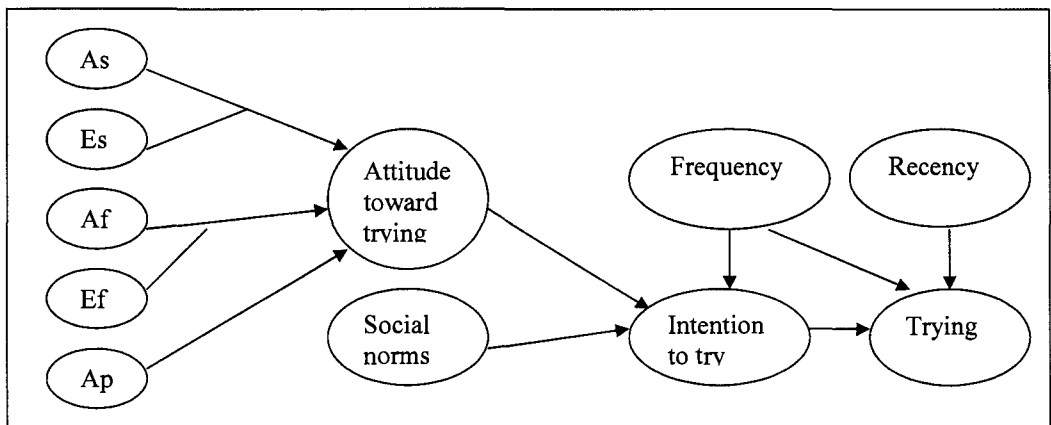 As
Es
Af
Ef
Ap
Attitude
toward
trying
Social
norms
Frequency
Recency
Intention
to try
Trying